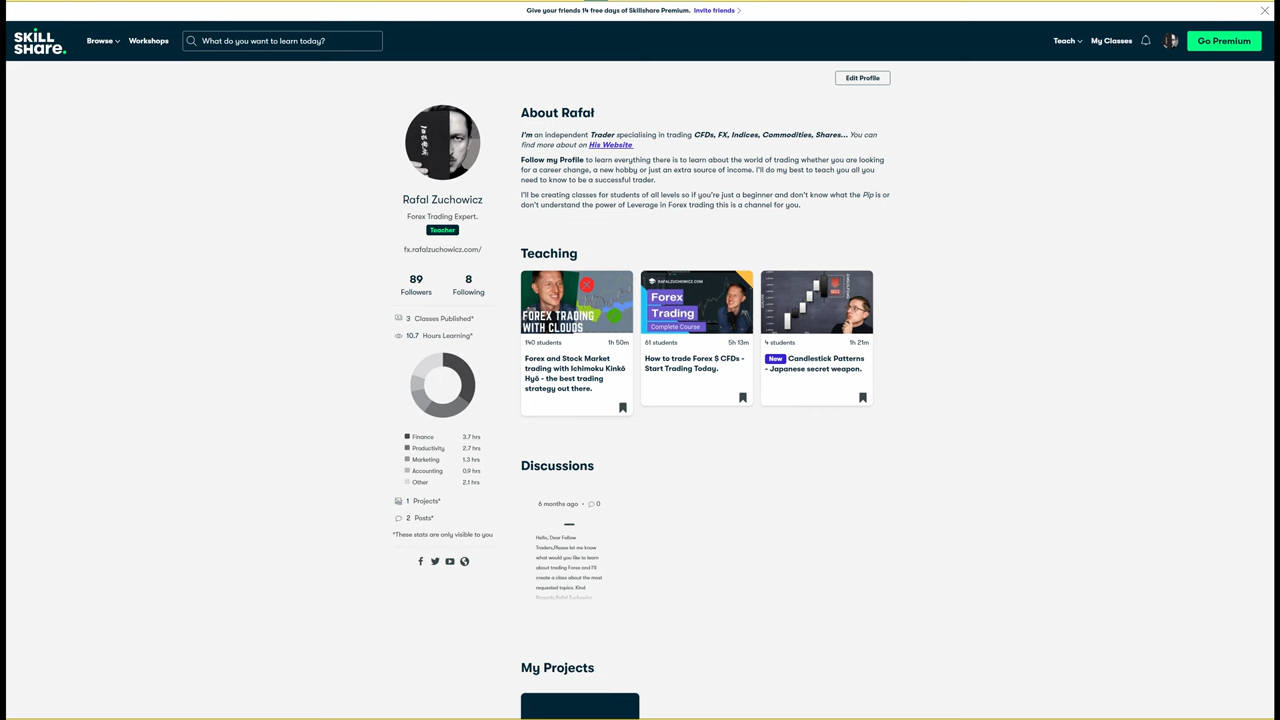 Give your friends 14 free days of Skillshare Premium. Invite friends
SKILL
SHARE.
Browse
Workshops
What do you want to learn today?
Teach
My Classes
Go Premium
Edit Profile
Rafal Zuchowicz
Forex Trading Expert.
Teacher
fx.rafalzuchowicz.com/
89
Followers
8
Following
3 Classes Published*
10.7 Hours Learning*
Finance 3.7 hrs
Productivity 2.7 hrs
Marketing 1.3 hrs
Accounting 0.9 hrs
Other 2.1 hrs
1 Projects*
2 Posts*
*These stats are only visible to you
About Rafał
I'm an independent Trader specialising in trading CFDs, FX, Indices, Commodities, Shares... You can
find more about on His Website
Follow my Profile to learn everything there is to learn about the world of trading whether you are looking
for a career change, a new hobby or just an extra source of income. I'll do my best to teach you all you
need to know to be a successful trader.
I'll be creating classes for students of all levels so if you're just a beginner and don't know what the Pip is or
don't understand the power of Leverage in Forex trading this is a channel for you.
Teaching
FOREX TRADING
WITH CLOUDS
140 students 1h 50m
Forex and Stock Market
trading with Ichimoku Kinkō
Hyō - the best trading
strategy out there.
RAFALZUCHOWICZ.COM
Forex
Trading
Complete Course
61 students 5h 13m
How to trade Forex $ CFDs -
Start Trading Today.
4 students 1h 21m
New Candlestick Patterns
- Japanese secret weapon.
Discussions
6 months ago • 0
Hello, Dear Fellow
Traders,Please let me know
what would you like to learn
about trading Forex and I'll
create a class about the most
requested topics. Kind
Regards,Rafal Zuchowicz
My Projects